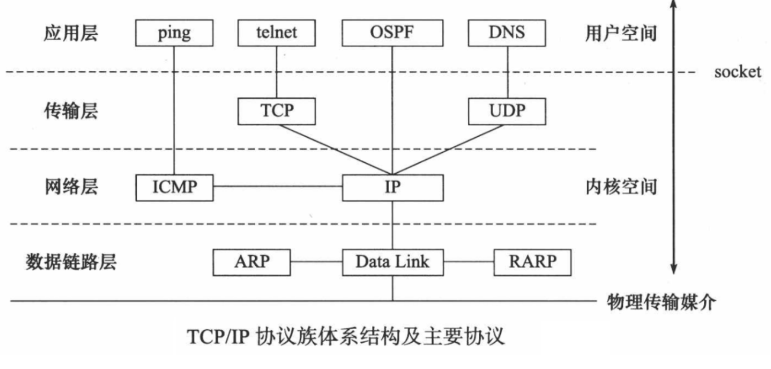 应用层 ping telnet OSPF DNS 用户空间
socket
传输层 TCP UDP
网络层 ICMP IP 内核空间
数据链路层 ARP Data Link RARP
物理传输媒介
TCP/IP 协议族体系结构及主要协议